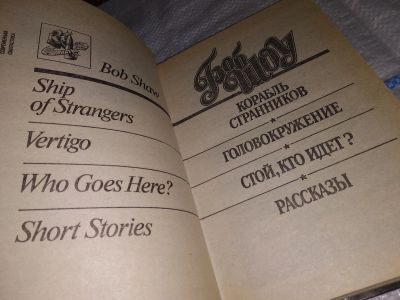 Bob Shaw
Ship
of Strangers
Vertigo
Who Goes Here?
Short Stories
Боб
ШОУ
КОРАБЛЬ
СТРАННИКОВ
ГОЛОВОКРУЖЕНИЕ
СТОЙ, КТО ИДЕТ?
РАССКАЗЫ